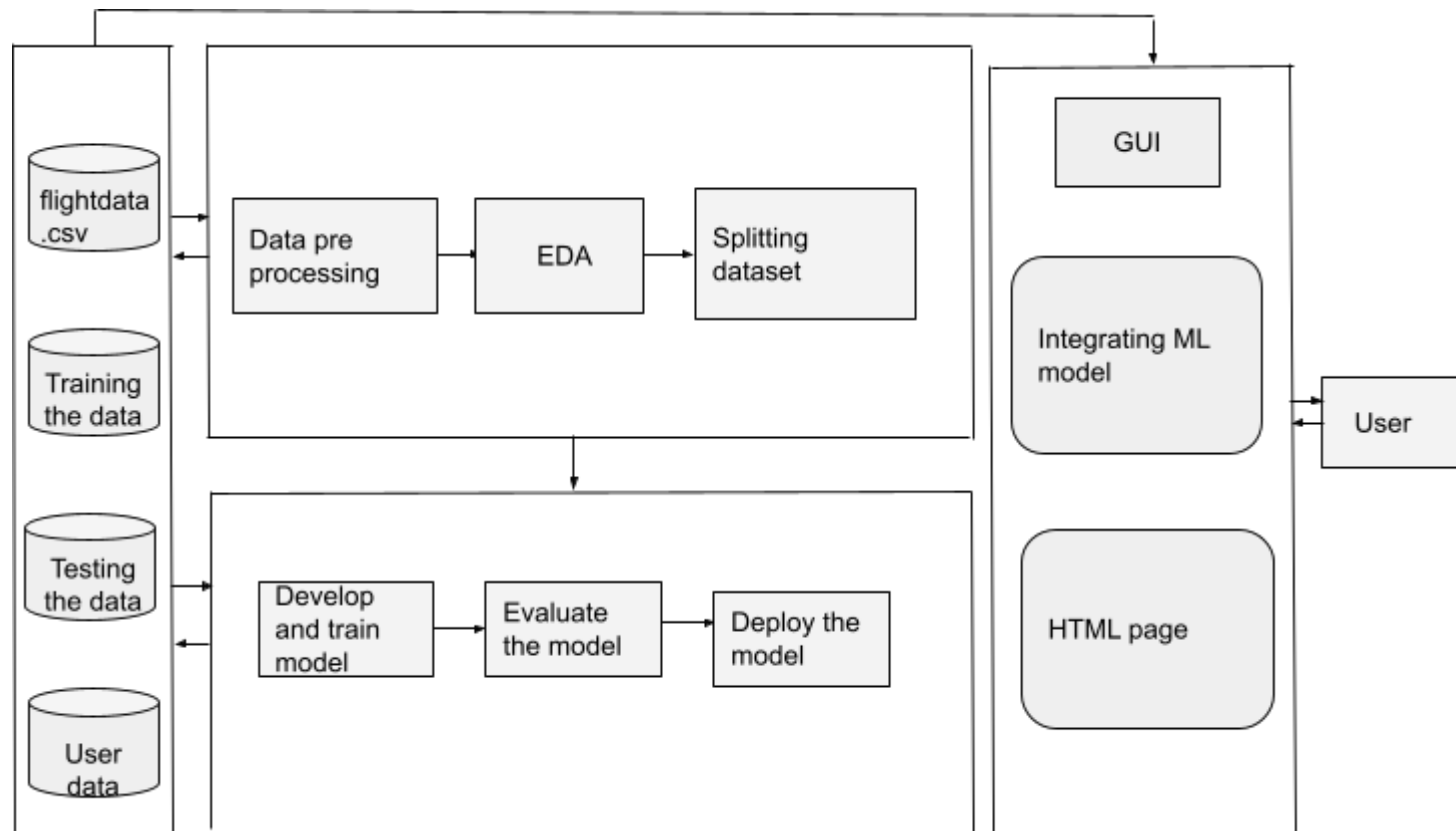 flightdata
.csv
Training
the data
Testing
the data
User
data
Data pre
processing
EDA
Splitting
dataset
Develop
and train
model
Evaluate
the model
Deploy the
model
GUI
Integrating ML
model
HTML page
User